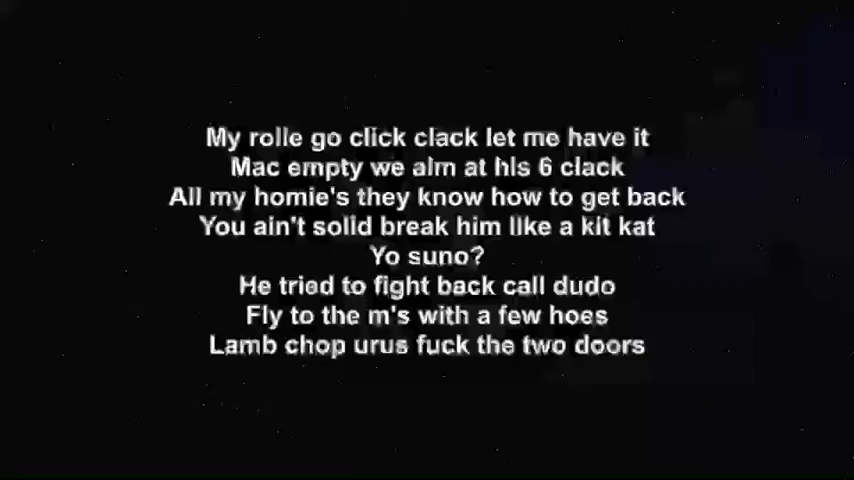 My rolle go click clack let me have it
Mac empty we aim at his 6 clack
All my homie's they know how to get back
You ain't solid break him like a kit kat
Yo suno?
He tried to fight back call dudo
Fly to the m's with a few hoes
Lamb chop urus fuck the two doors